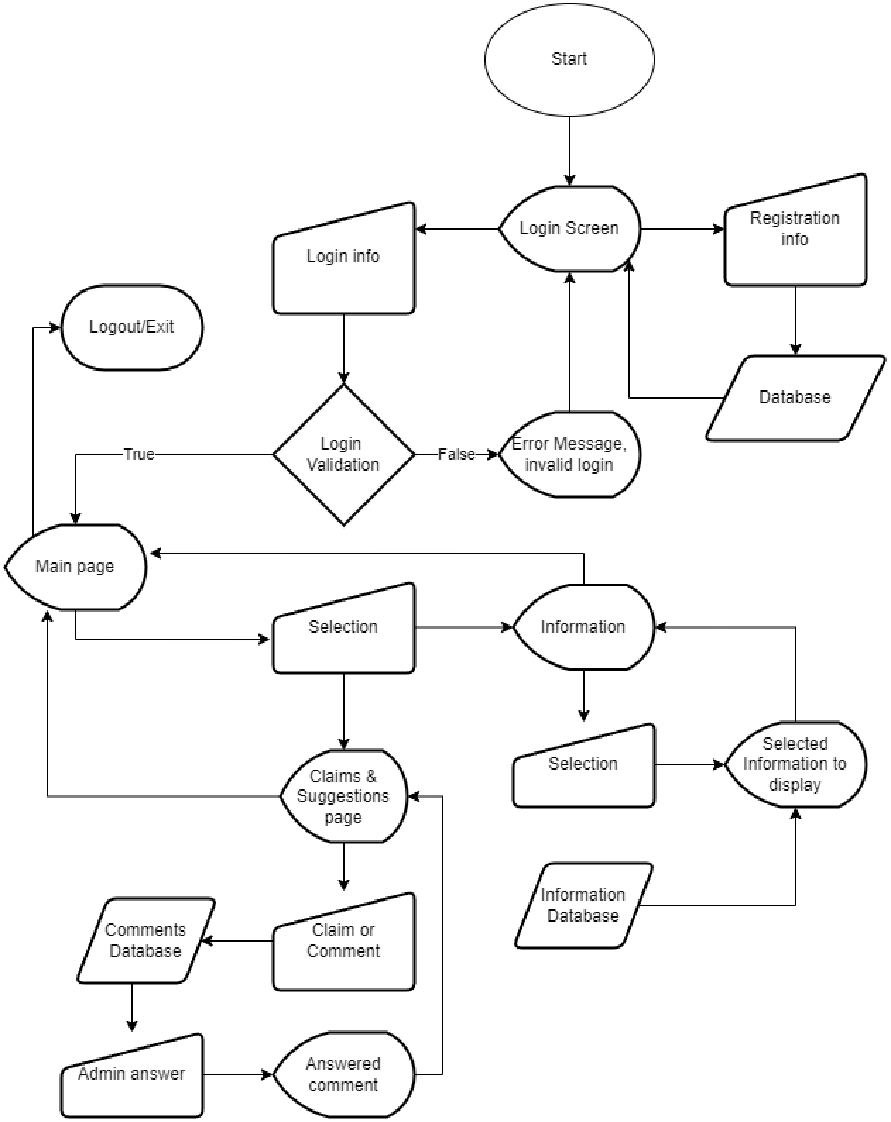 Start
Login Screen
Registration
info
Login info
Logout/Exit
Database
Login
Validation
True
False
Error Message,
invalid login
Main page
Selection
Information
Selection
Selected
Information to
display
Claims &
Suggestions
page
Information
Database
Claim or
Comment
Comments
Database
Admin answer
Answered
comment